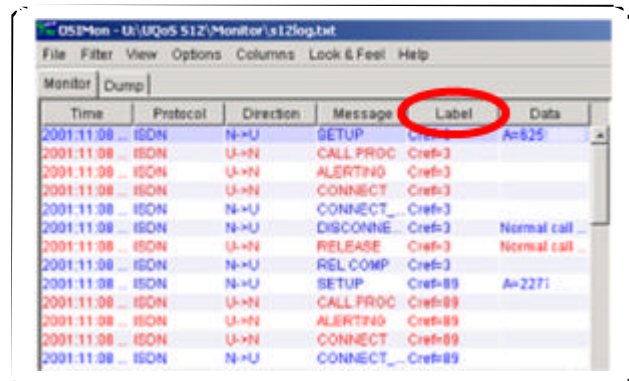 OSIMon - U:\UQoS S12\Monitor\s12log.txt
File Filter View Options Columns Look & Feel Help
Monitor Dump
Time Protocol Direction Message Label Data
2001:11:08 ... ISDN N->U SETUP Cref=3 A=625
2001:11:08 ... ISDN U->N CALL PROC Cref=3
2001:11:08 ... ISDN U->N ALERTING Cref=3
2001:11:08 ... ISDN U->N CONNECT Cref=3
2001:11:08 ... ISDN N->U CONNECT_... Cref=3
2001:11:08 ... ISDN N->U DISCONNE... Cref=3 Normal call ...
2001:11:08 ... ISDN U->N RELEASE Cref=3 Normal call ...
2001:11:08 ... ISDN N->U REL COMP Cref=3
2001:11:08 ... ISDN N->U SETUP Cref=89 A=227
2001:11:08 ... ISDN U->N CALL PROC Cref=89
2001:11:08 ... ISDN U->N ALERTING Cref=89
2001:11:08 ... ISDN U->N CONNECT Cref=89
2001:11:08 ... ISDN N->U CONNECT_... Cref=89